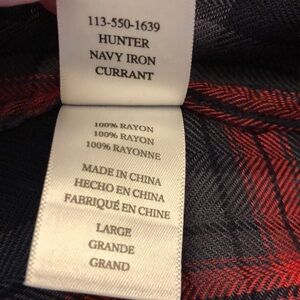 113-550-1639
HUNTER
NAVY IRON
CURRANT
100% RAYON
100% RAYON
100% RAYONNE
MADE IN CHINA
HECHO EN CHINA
FABRIQUÉ EN CHINE
LARGE
GRANDE
GRAND